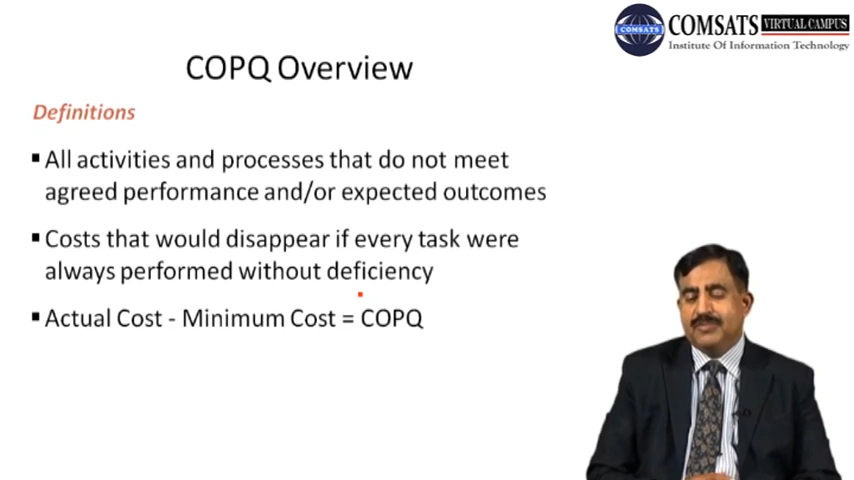 COMSATS
COMSATS VIRTUAL CAMPUS
Institute Of Information Technology
COPQ Overview
Definitions
▪ All activities and processes that do not meet
agreed performance and/or expected outcomes
▪ Costs that would disappear if every task were
always performed without deficiency
▪ Actual Cost - Minimum Cost = COPQ